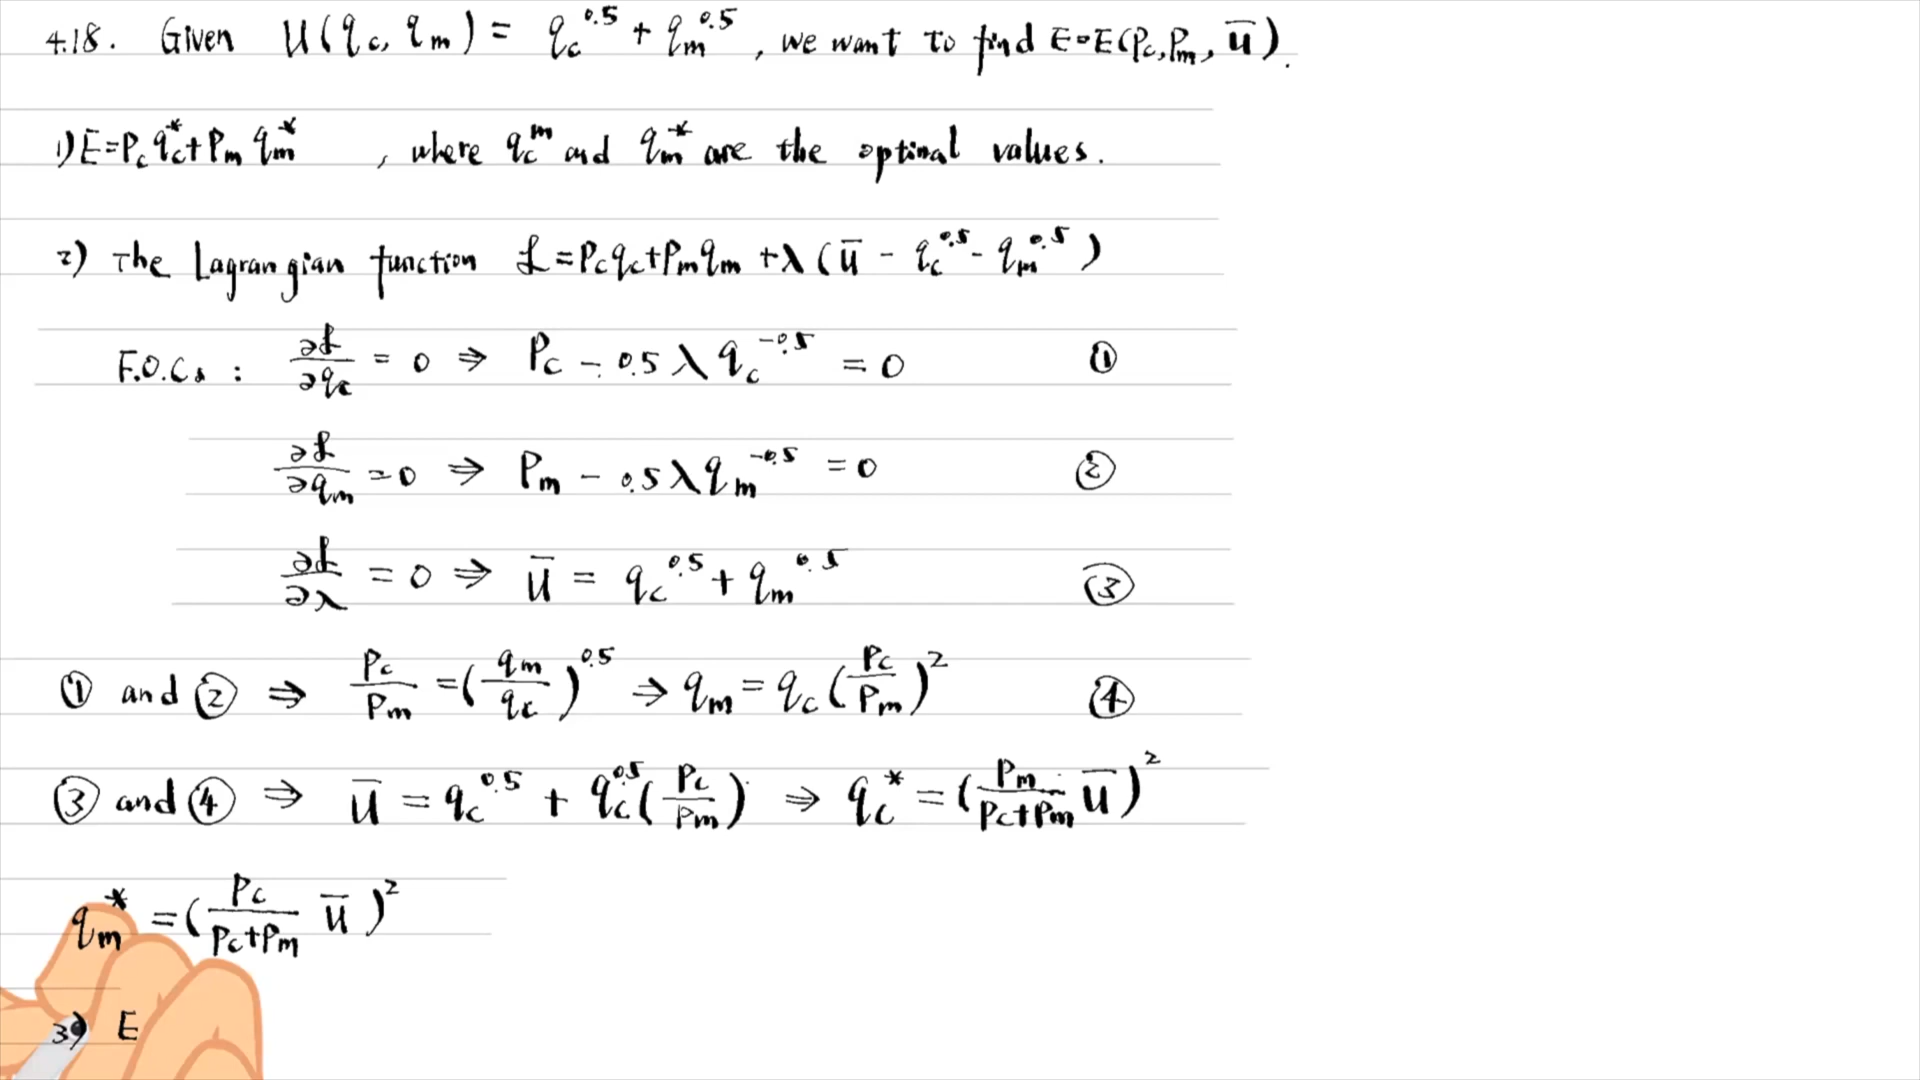 4.18. Given U(q_c, q_m) = q_c^0.5 + q_m^0.5, we want to find E=E(P_c, P_m, ū).
1) E=P_c q_c^* + P_m q_m^*, where q_c^m and q_m^* are the optimal values.
2) The Lagrangian function ℒ = P_c q_c + P_m q_m + λ(ū - q_c^0.5 - q_m^0.5)
F.O.Cs: ∂ℒ/∂q_c = 0 ⇒ P_c - 0.5 λ q_c^-0.5 = 0 ①
∂ℒ/∂q_m = 0 ⇒ P_m - 0.5 λ q_m^-0.5 = 0 ②
∂ℒ/∂λ = 0 ⇒ ū = q_c^0.5 + q_m^0.5 ③
① and ② ⇒ P_c/P_m = (q_m/q_c)^0.5 ⇒ q_m = q_c (P_c/P_m)^2 ④
③ and ④ ⇒ ū = q_c^0.5 + q_c^0.5 (P_c/P_m) ⇒ q_c^* = (P_m/(P_c+P_m) ū)^2
q_m^* = (P_c/(P_c+P_m) ū)^2
3) E